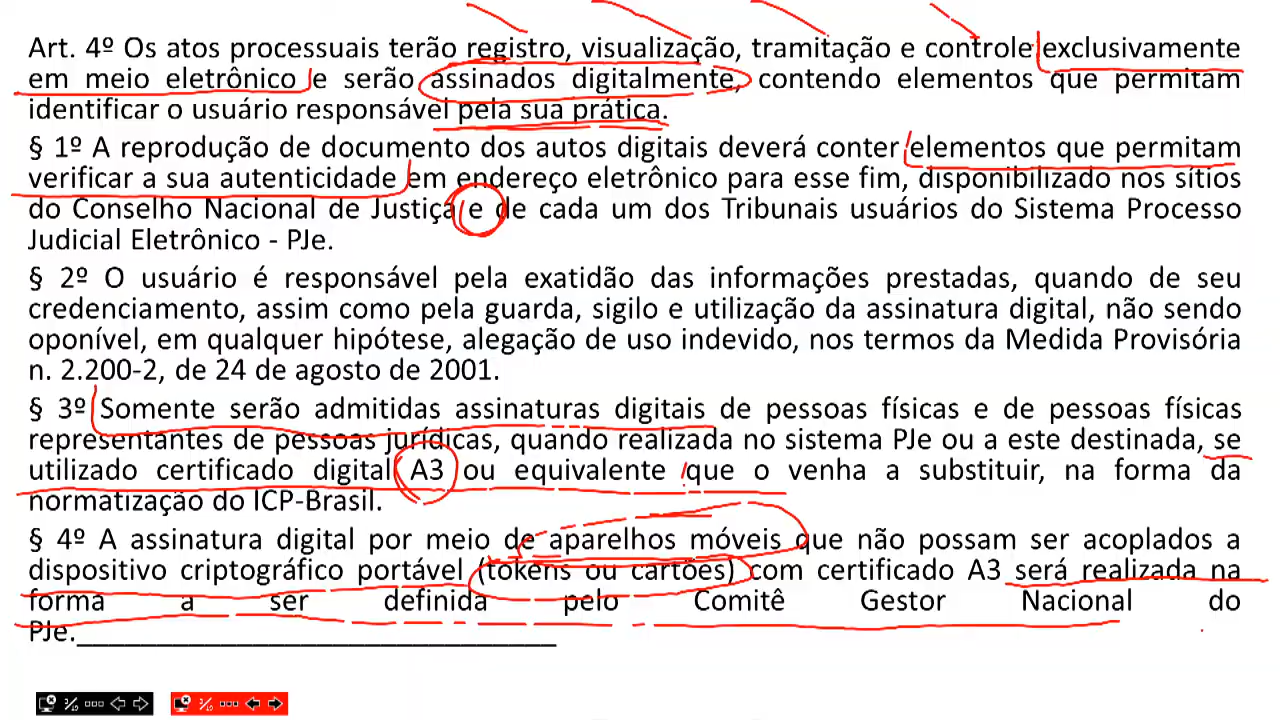 Art. 4º Os atos processuais terão registro, visualização, tramitação e controle exclusivamente
em meio eletrônico e serão assinados digitalmente, contendo elementos que permitam
identificar o usuário responsável pela sua prática.
§ 1º A reprodução de documento dos autos digitais deverá conter elementos que permitam
verificar a sua autenticidade em endereço eletrônico para esse fim, disponibilizado nos sítios
do Conselho Nacional de Justiça e de cada um dos Tribunais usuários do Sistema Processo
Judicial Eletrônico - PJe.
§ 2º O usuário é responsável pela exatidão das informações prestadas, quando de seu
credenciamento, assim como pela guarda, sigilo e utilização da assinatura digital, não sendo
oponível, em qualquer hipótese, alegação de uso indevido, nos termos da Medida Provisória
n. 2.200-2, de 24 de agosto de 2001.
§ 3º Somente serão admitidas assinaturas digitais de pessoas físicas e de pessoas físicas
representantes de pessoas jurídicas, quando realizada no sistema PJe ou a este destinada, se
utilizado certificado digital A3 ou equivalente que o venha a substituir, na forma da
normatização do ICP-Brasil.
§ 4º A assinatura digital por meio de aparelhos móveis que não possam ser acoplados a
dispositivo criptográfico portável (tokens ou cartões) com certificado A3 será realizada na
forma a ser definida pelo Comitê Gestor Nacional do
PJe.______________________________